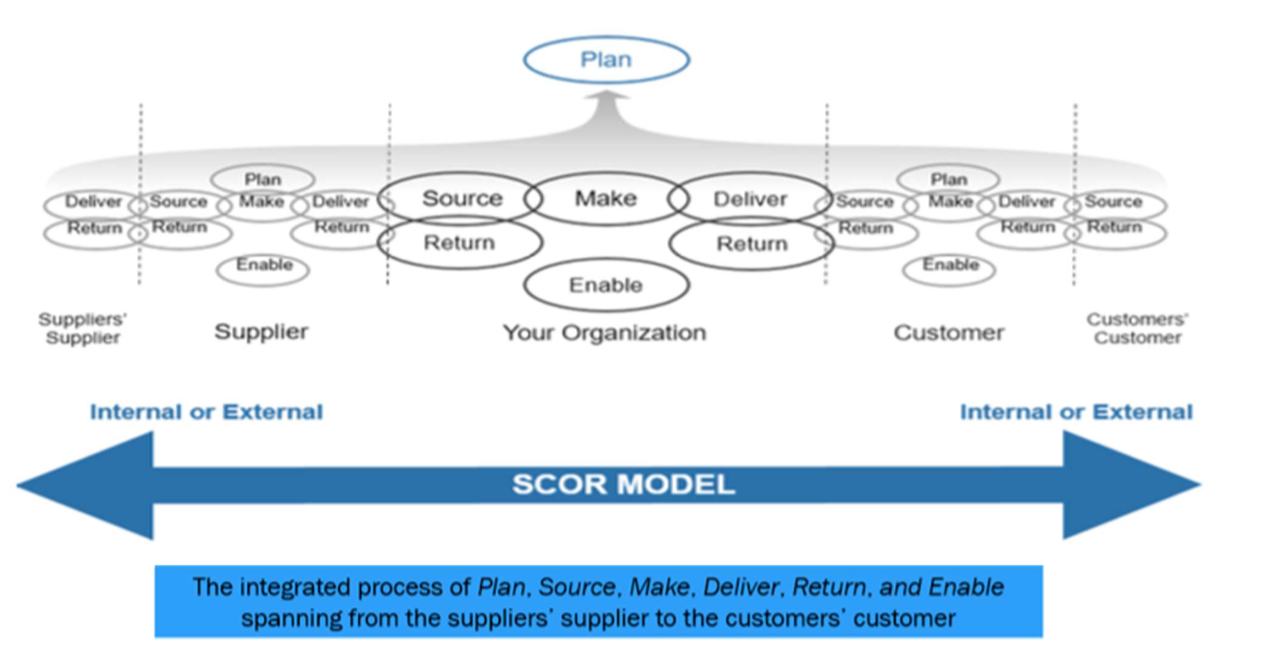 Plan
Plan
Plan
Deliver Source Make Deliver Source Make Deliver Source Make Deliver Source
Return Return Return Return Return Return Return Return
Enable Enable Enable
Suppliers’ Supplier Your Organization Customer Customers’
Supplier Customer
Internal or External Internal or External
SCOR MODEL
The integrated process of Plan, Source, Make, Deliver, Return, and Enable
spanning from the suppliers’ supplier to the customers’ customer